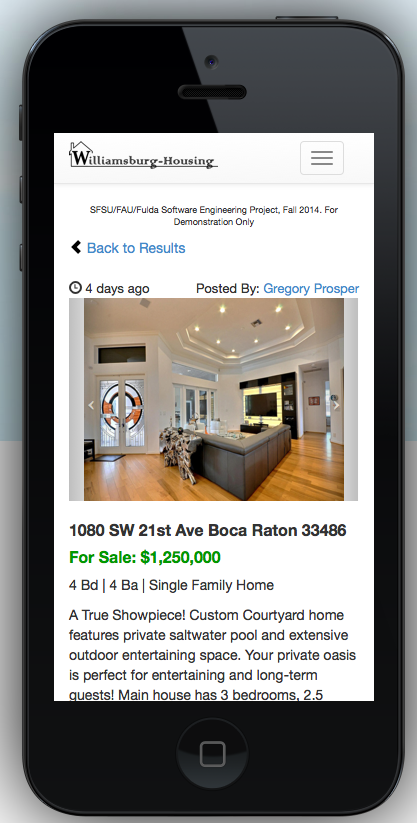 Williamsburg-Housing
SFSU/FAU/Fulda Software Engineering Project, Fall 2014. For
Demonstration Only
Back to Results
4 days ago Posted By: Gregory Prosper
1080 SW 21st Ave Boca Raton 33486
For Sale: $1,250,000
4 Bd | 4 Ba | Single Family Home
A True Showpiece! Custom Courtyard home
features private saltwater pool and extensive
outdoor entertaining space. Your private oasis
is perfect for entertaining and long-term
guests! Main house has 3 bedrooms, 2.5